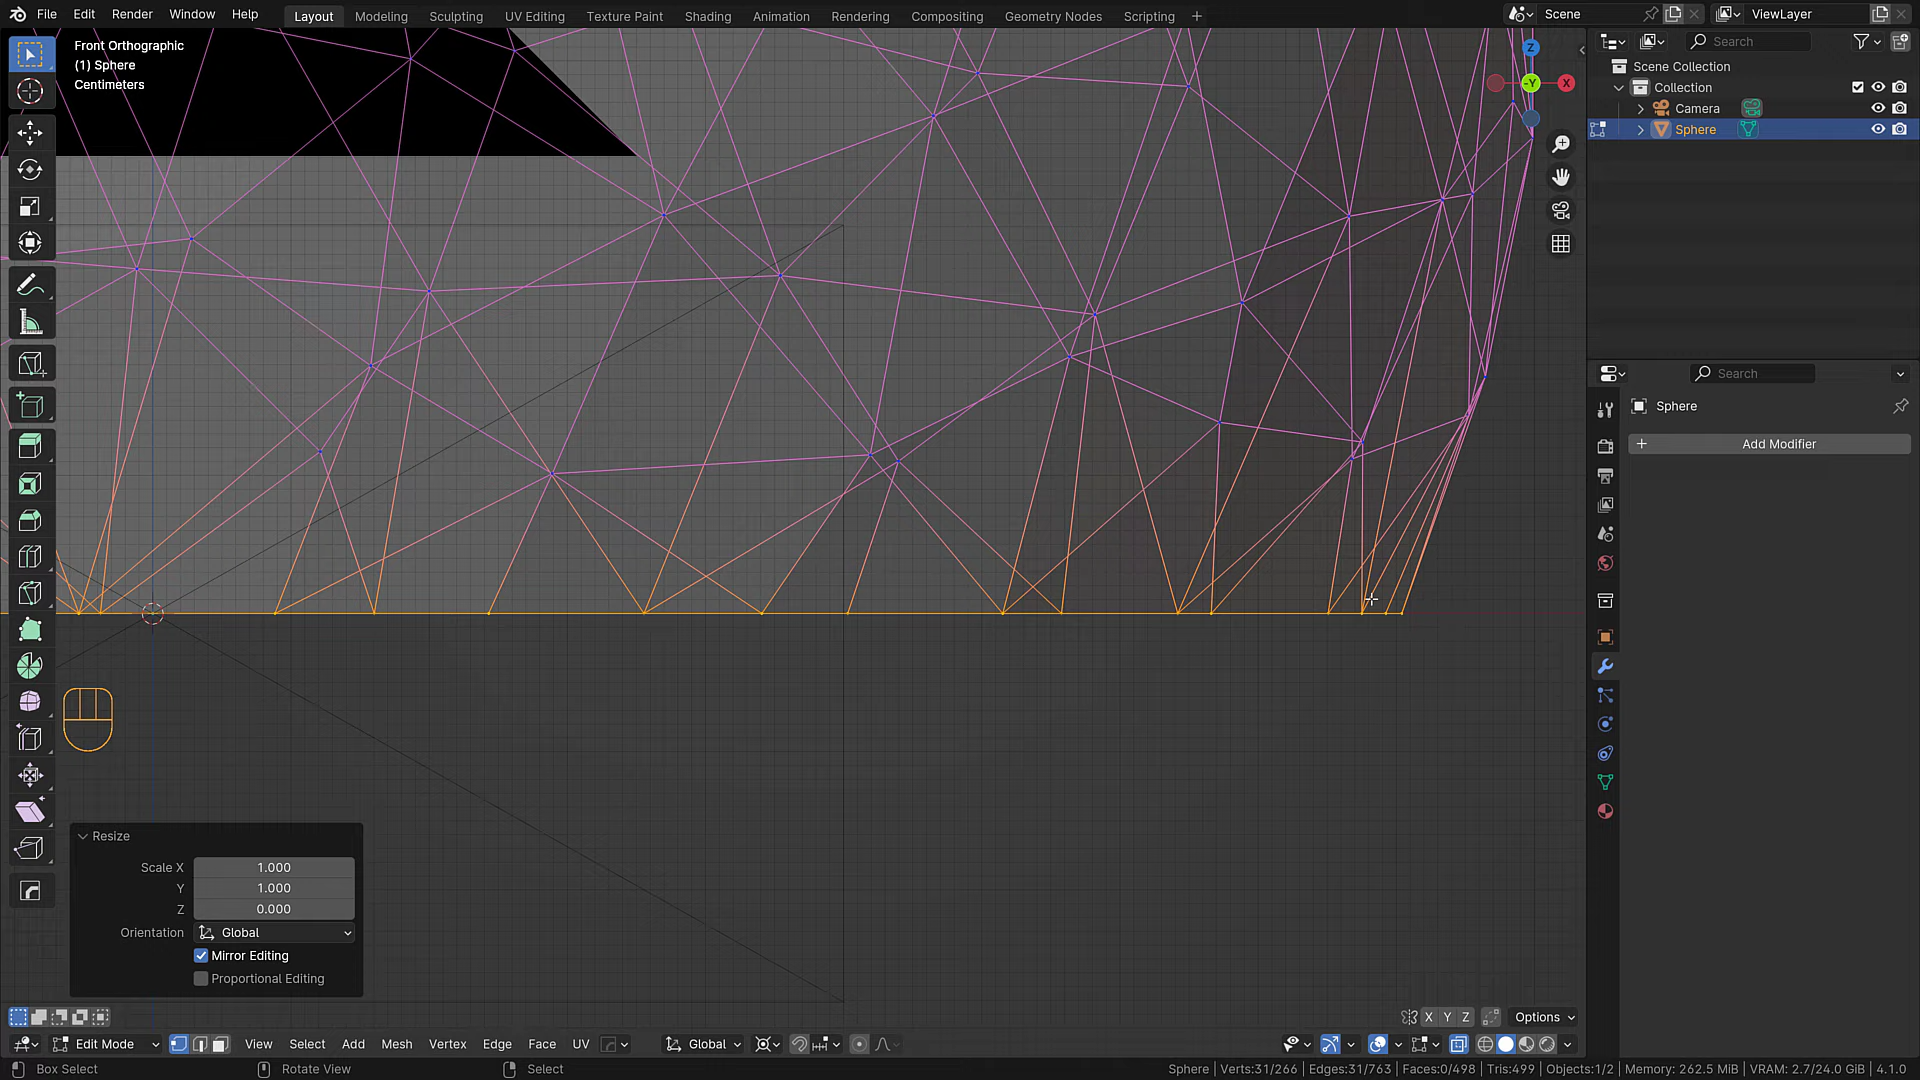 File Edit Render Window Help Layout Modeling Sculpting UV Editing Texture Paint Shading Animation Rendering Compositing Geometry Nodes Scripting + Scene ViewLayer
Front Orthographic
(1) Sphere
Centimeters
Z
-Y
X
Search
Scene Collection
Collection
Camera
Sphere
Search
Sphere
+ Add Modifier
Resize
Scale X 1.000
Y 1.000
Z 0.000
Orientation Global
Mirror Editing
Proportional Editing
X Y Z Options
Edit Mode View Select Add Mesh Vertex Edge Face UV Global
Box Select Rotate View Select Sphere | Verts:31/266 | Edges:31/763 | Faces:0/498 | Tris:499 | Objects:1/2 | Memory: 262.5 MiB | VRAM: 2.7/24.0 GiB | 4.1.0